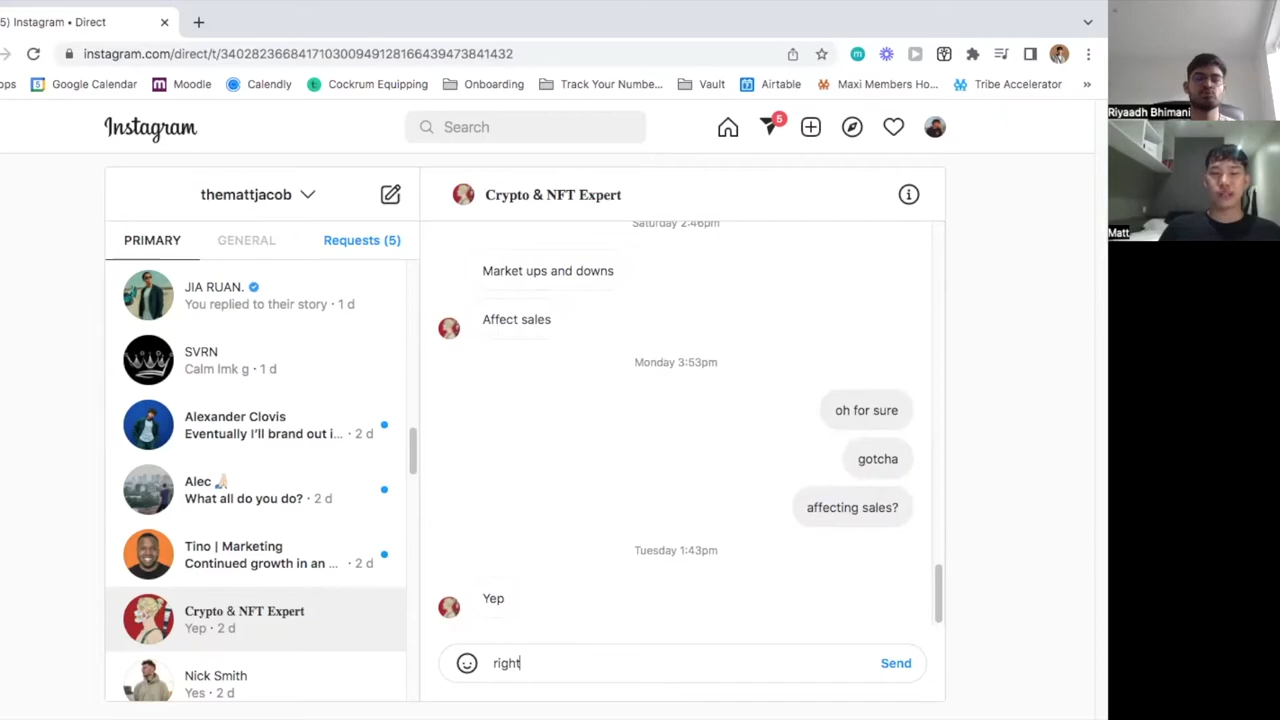 5) Instagram • Direct
instagram.com/direct/t/340282366841710300949128166439473841432
ops
Google Calendar
Moodle
Calendly
Cockrum Equipping
Onboarding
Track Your Numbe...
Vault
Airtable
Maxi Members Ho...
Tribe Accelerator
»
Instagram
Search
5
themattjacob
PRIMARY
GENERAL
Requests (5)
JIA RUAN.
You replied to their story · 1 d
SVRN
Calm lmk g · 1 d
Alexander Clovis
Eventually I'll brand out i... · 2 d
Alec
What all do you do? · 2 d
Tino | Marketing
Continued growth in an ... · 2 d
Crypto & NFT Expert
Yep · 2 d
Nick Smith
Yes · 2 d
Crypto & NFT Expert
Saturday 2:46pm
Market ups and downs
Affect sales
Monday 3:53pm
oh for sure
gotcha
affecting sales?
Tuesday 1:43pm
Yep
right
Send
Riyaadh Bhimani
Matt